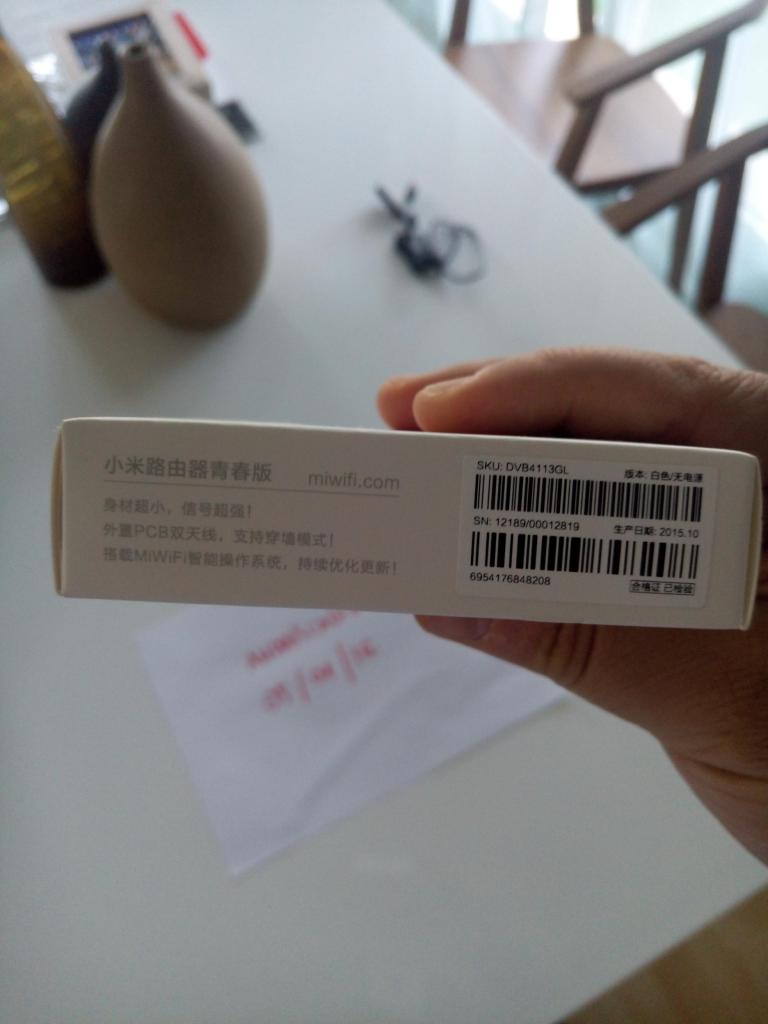 小米路由器青春版
miwifi.com
身材超小，信号超强！
外置PCB双天线，支持穿墙模式！
搭载MiWiFi智能操作系统，持续优化更新！
SKU: DVB4113GL
版本: 白色/无电源
SN: 12189/00012819
生产日期: 2015.10
6954176848208
合格证 已检验